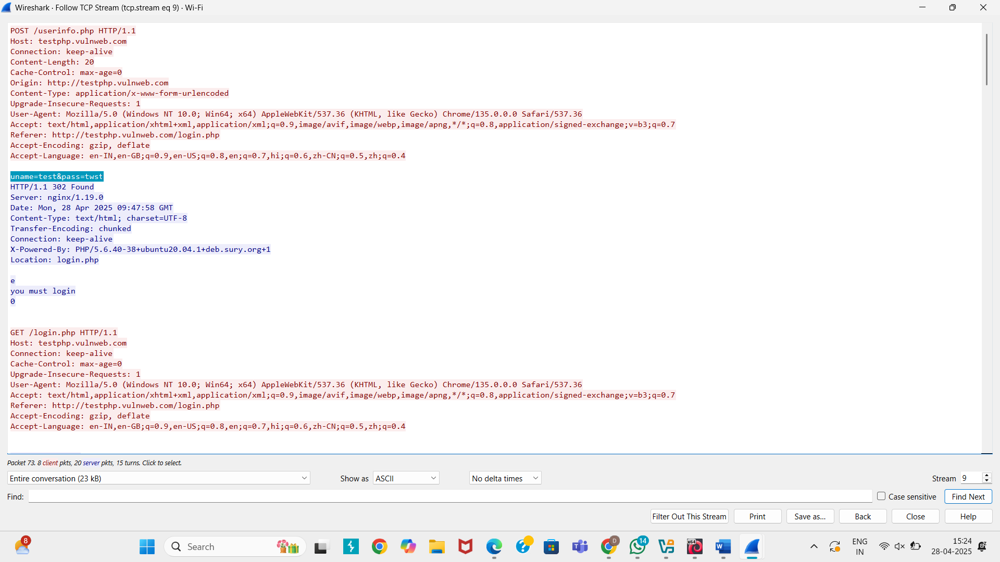 Wireshark · Follow TCP Stream (tcp.stream eq 9) · Wi-Fi
POST /userinfo.php HTTP/1.1
Host: testphp.vulnweb.com
Connection: keep-alive
Content-Length: 20
Cache-Control: max-age=0
Origin: http://testphp.vulnweb.com
Content-Type: application/x-www-form-urlencoded
Upgrade-Insecure-Requests: 1
User-Agent: Mozilla/5.0 (Windows NT 10.0; Win64; x64) AppleWebKit/537.36 (KHTML, like Gecko) Chrome/135.0.0.0 Safari/537.36
Accept: text/html,application/xhtml+xml,application/xml;q=0.9,image/avif,image/webp,image/apng,*/*;q=0.8,application/signed-exchange;v=b3;q=0.7
Referer: http://testphp.vulnweb.com/login.php
Accept-Encoding: gzip, deflate
Accept-Language: en-IN,en-GB;q=0.9,en-US;q=0.8,en;q=0.7,hi;q=0.6,zh-CN;q=0.5,zh;q=0.4
uname=test&pass=twst
HTTP/1.1 302 Found
Server: nginx/1.19.0
Date: Mon, 28 Apr 2025 09:47:58 GMT
Content-Type: text/html; charset=UTF-8
Transfer-Encoding: chunked
Connection: keep-alive
X-Powered-By: PHP/5.6.40-38+ubuntu20.04.1+deb.sury.org+1
Location: login.php
e
you must login
0
GET /login.php HTTP/1.1
Host: testphp.vulnweb.com
Connection: keep-alive
Cache-Control: max-age=0
Upgrade-Insecure-Requests: 1
User-Agent: Mozilla/5.0 (Windows NT 10.0; Win64; x64) AppleWebKit/537.36 (KHTML, like Gecko) Chrome/135.0.0.0 Safari/537.36
Accept: text/html,application/xhtml+xml,application/xml;q=0.9,image/avif,image/webp,image/apng,*/*;q=0.8,application/signed-exchange;v=b3;q=0.7
Referer: http://testphp.vulnweb.com/login.php
Accept-Encoding: gzip, deflate
Accept-Language: en-IN,en-GB;q=0.9,en-US;q=0.8,en;q=0.7,hi;q=0.6,zh-CN;q=0.5,zh;q=0.4
Packet 73. 8 client pkts, 20 server pkts, 15 turns. Click to select.
Entire conversation (23 kB) Show as ASCII No delta times Stream 9
Find: Case sensitive Find Next
Filter Out This Stream Print Save as... Back Close Help
8 Search D 14 x64 W ENG 15:24
IN 28-04-2025